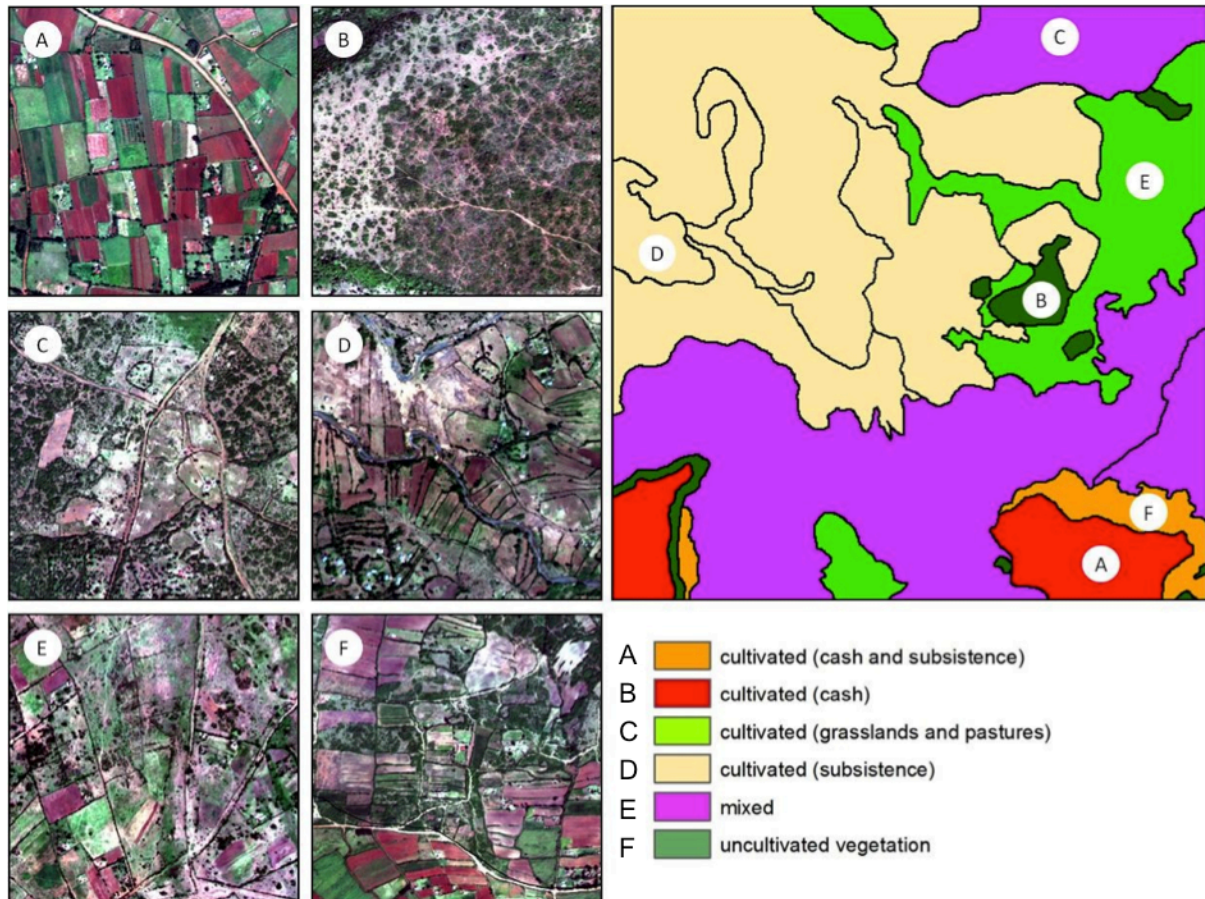 A
B
C
D
E
F
C
E
D
B
F
A
A cultivated (cash and subsistence)
B cultivated (cash)
C cultivated (grasslands and pastures)
D cultivated (subsistence)
E mixed
F uncultivated vegetation